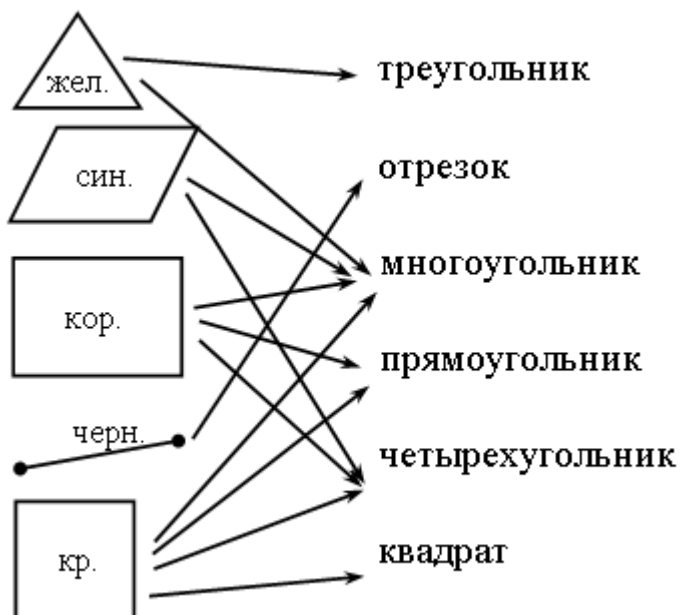 жел.
треугольник
син.
отрезок
многоугольник
кор.
прямоугольник
черн.
четырехугольник
кр.
квадрат